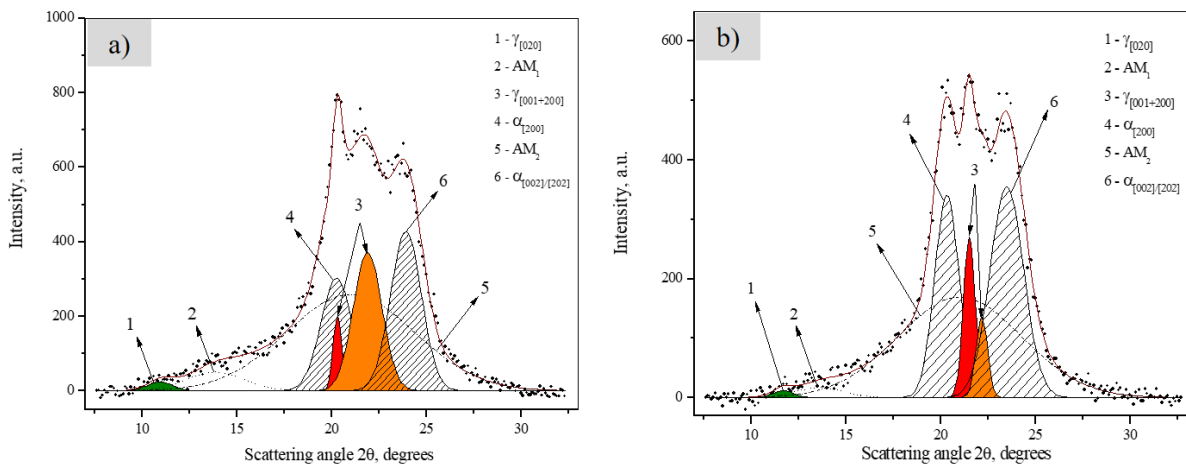 a)
1000
800
600
400
200
0
Intensity, a.u.
10 15 20 25 30
Scattering angle 2θ, degrees
1 - γ[020]
2 - AM1
3 - γ[001+200]
4 - α[200]
5 - AM2
6 - α[002]/[202]
1
2
3
4
5
6
b)
600
400
200
0
Intensity, a.u.
10 15 20 25 30
Scattering angle 2θ, degrees
1 - γ[020]
2 - AM1
3 - γ[001+200]
4 - α[200]
5 - AM2
6 - α[002]/[202]
1
2
3
4
5
6